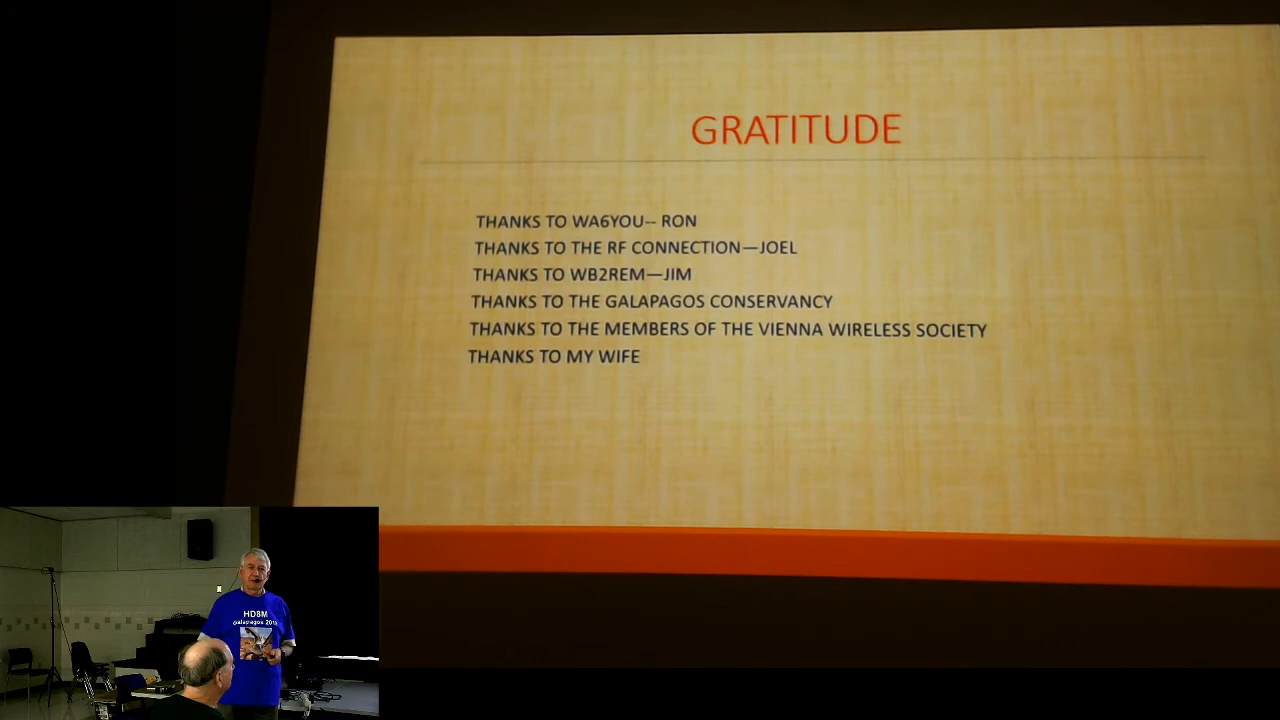 GRATITUDE
THANKS TO WA6YOU-- RON
THANKS TO THE RF CONNECTION—JOEL
THANKS TO WB2REM—JIM
THANKS TO THE GALAPAGOS CONSERVANCY
THANKS TO THE MEMBERS OF THE VIENNA WIRELESS SOCIETY
THANKS TO MY WIFE
HD8M
Galapagos